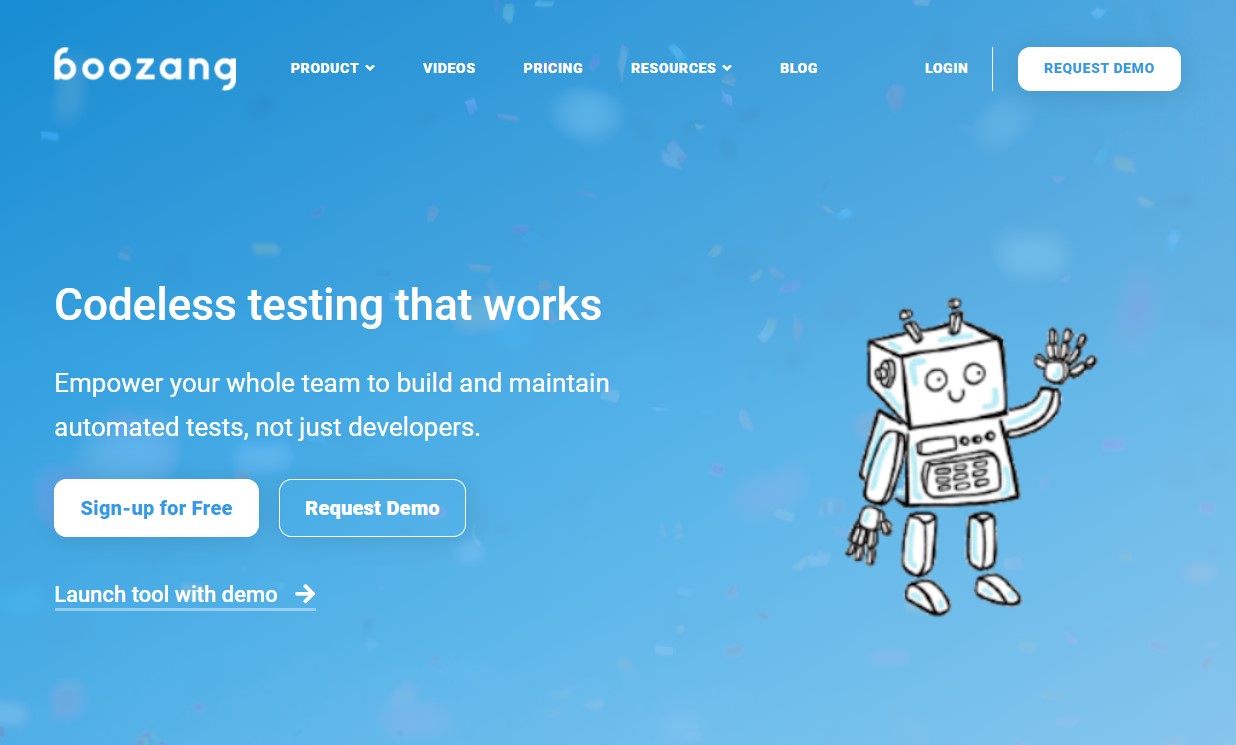 boozang
PRODUCT
VIDEOS
PRICING
RESOURCES
BLOG
LOGIN
REQUEST DEMO
Codeless testing that works
Empower your whole team to build and maintain
automated tests, not just developers.
Sign-up for Free
Request Demo
Launch tool with demo